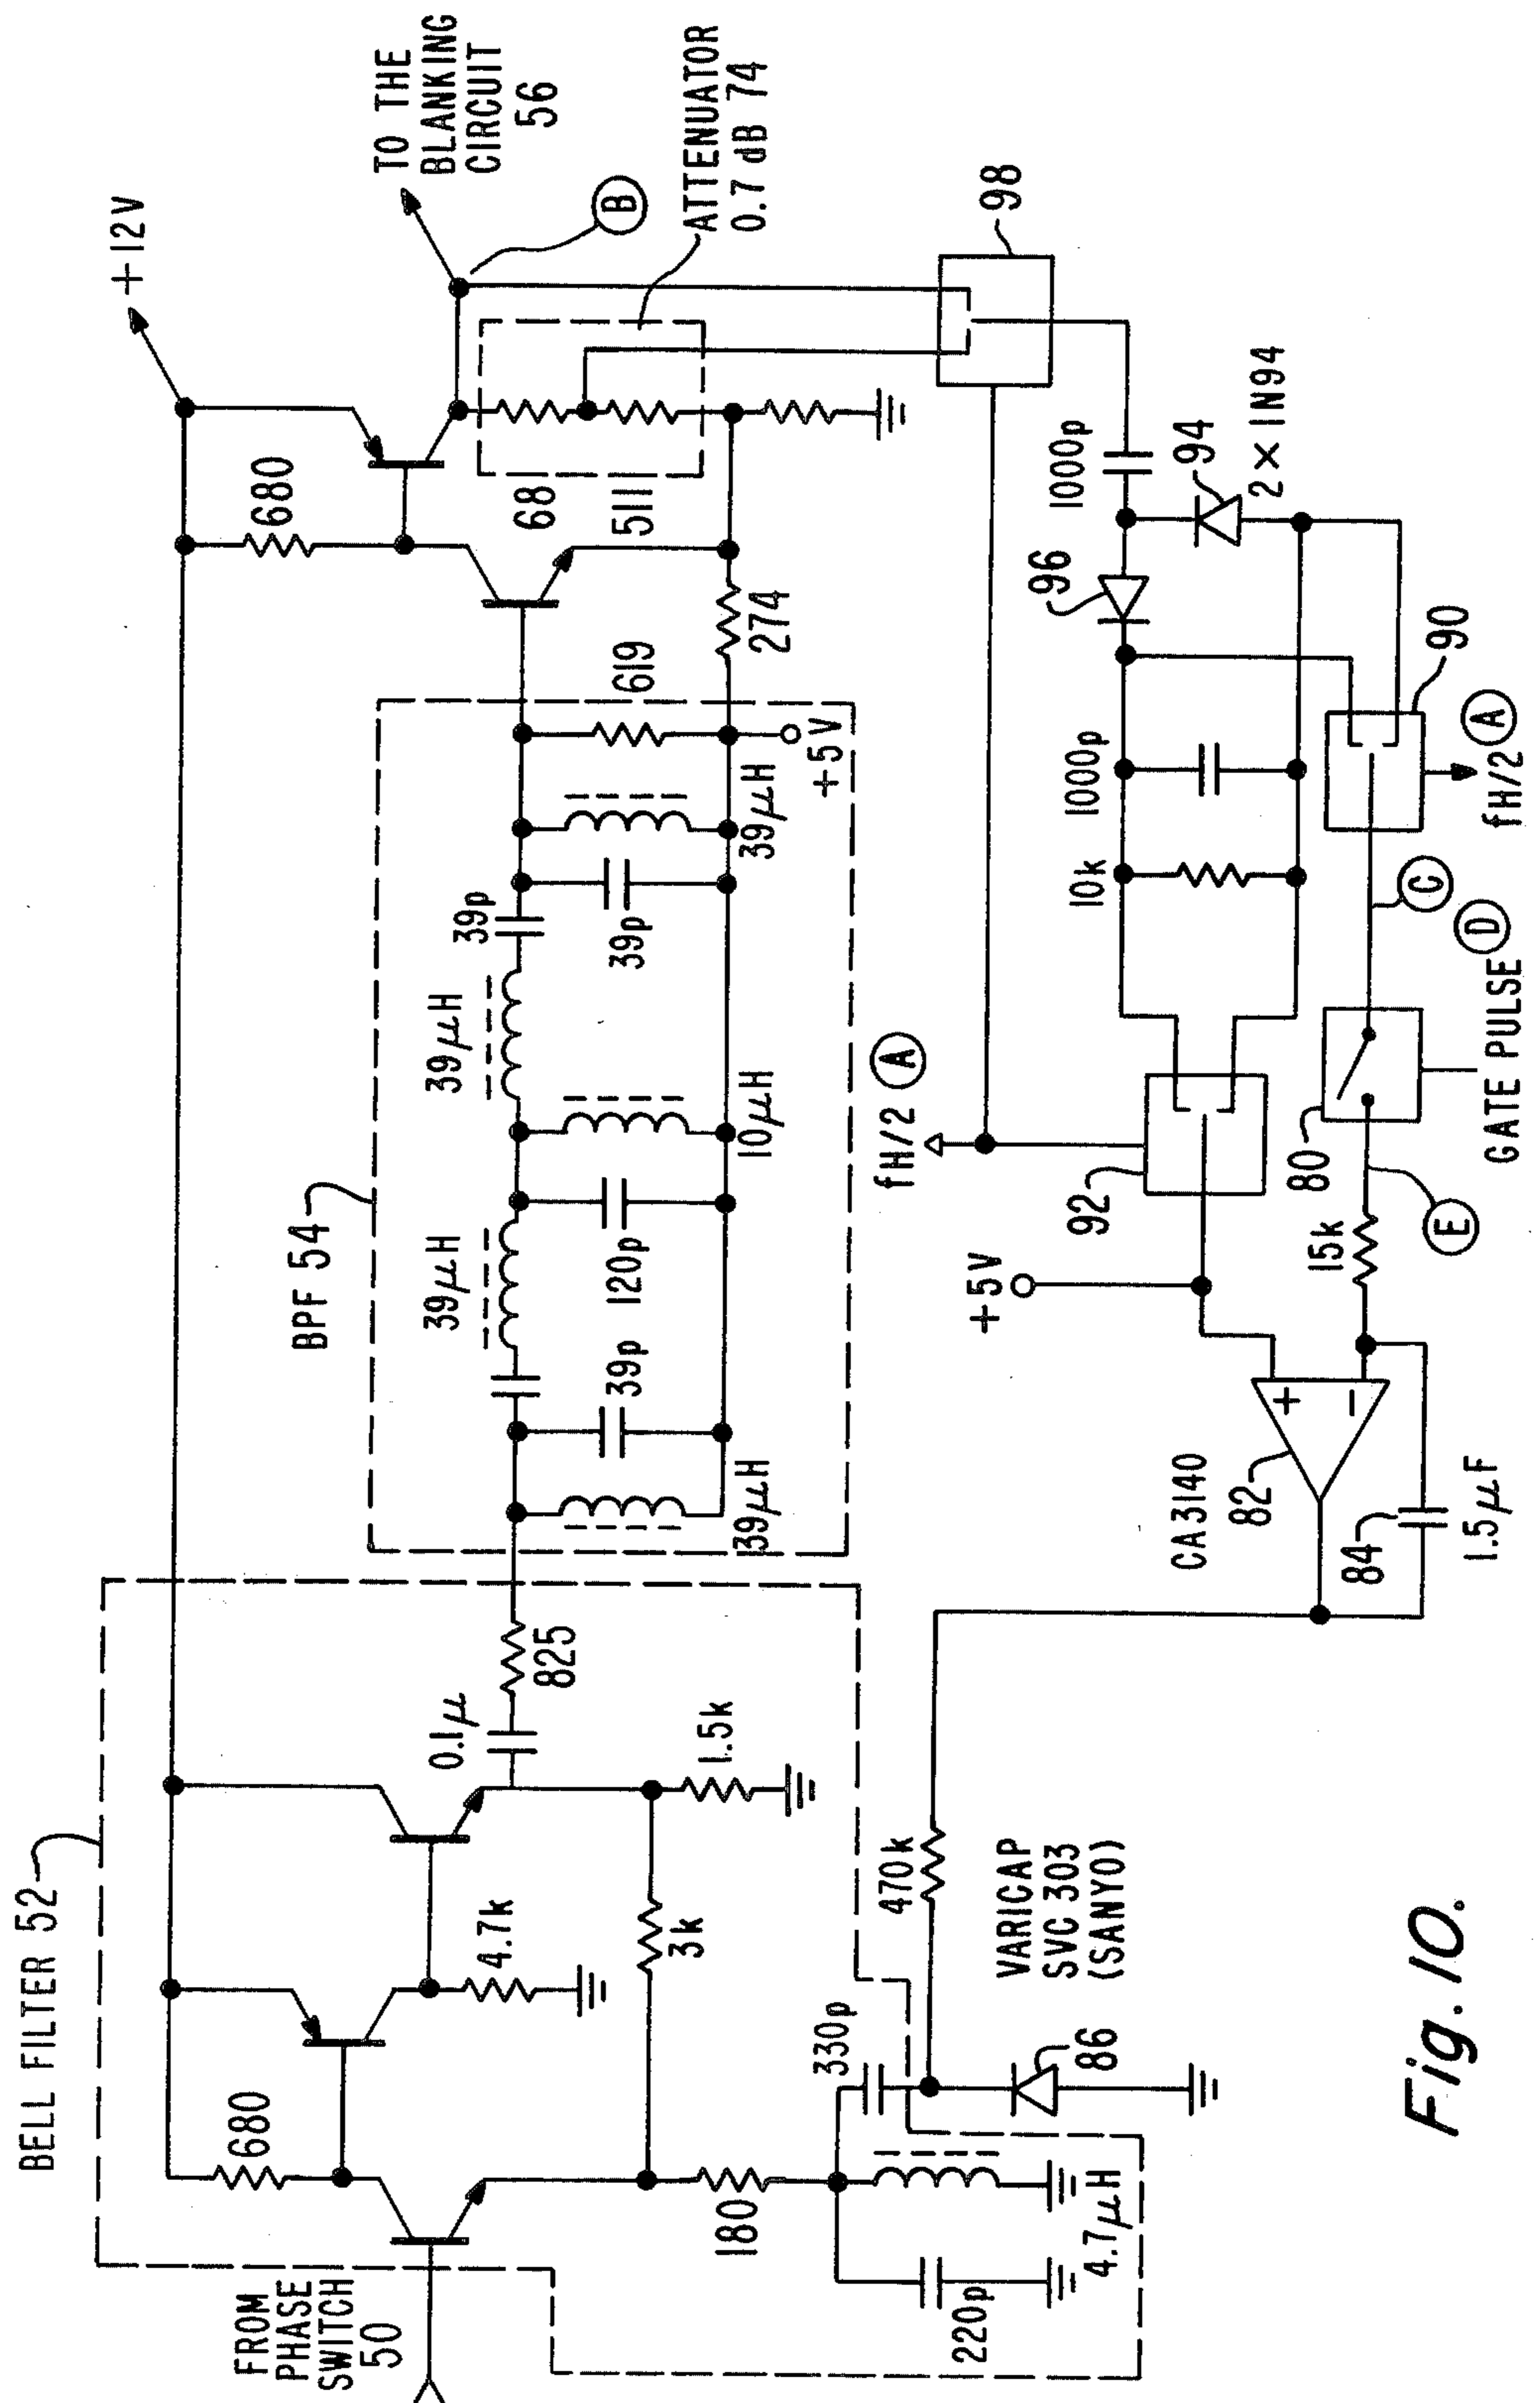 BELL FILTER 52
FROM
PHASE
SWITCH
50
680
4.7k
3k
1.5k
0.1μ
825
180
220p
4.7μH
330p
86
VARICAP
SVC 303
(SANYO)
470k
BPF 54
39μH
39p
39μH
120p
10μH
39μH
39p
39p
39μH
619
+5V
274
680
68
511
+12V
TO THE
BLANKING
CIRCUIT
56
B
ATTENUATOR
0.7 dB 74
98
1000p
94
2×1N94
96
1000p
10k
90
fH/2 A
fH/2 A
92
+5V
C
GATE PULSE D
80
E
15k
CA3140
82
+
−
84
1.5μF
Fig. 10.